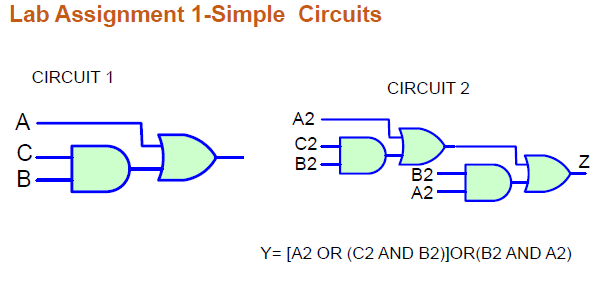 Lab Assignment 1-Simple Circuits
CIRCUIT 1
A
C
B
CIRCUIT 2
A2
C2
B2
B2
A2
Z
Y= [A2 OR (C2 AND B2)]OR(B2 AND A2)